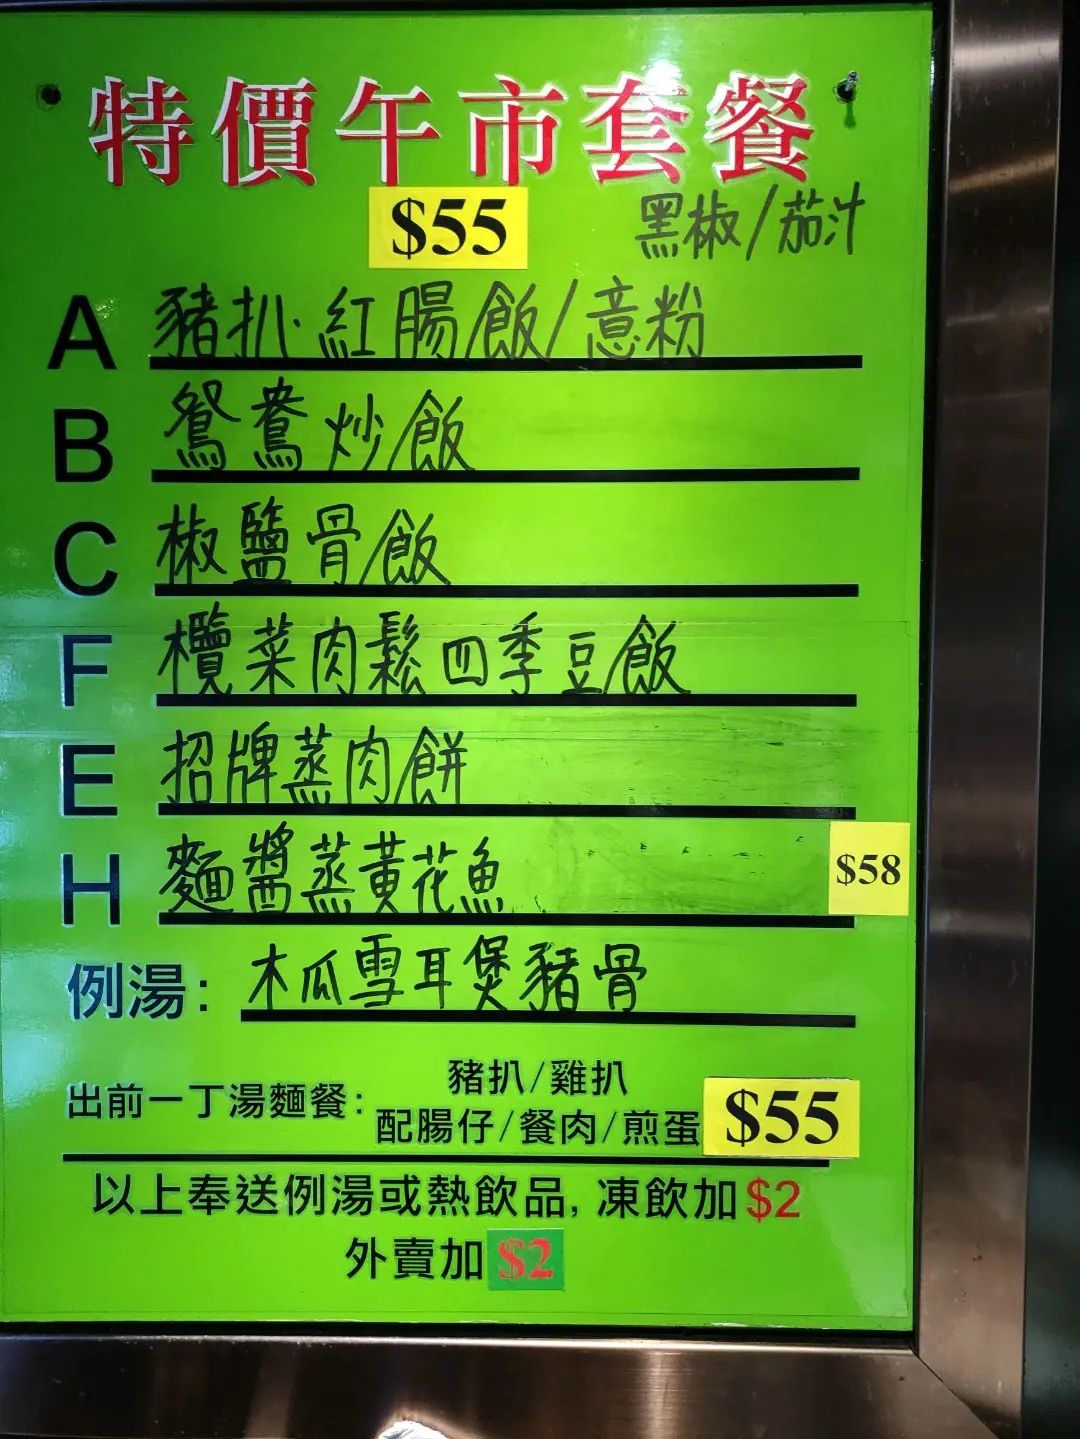 特價午市套餐
$55
黑椒/茄汁
A 豬扒.紅腸飯/意粉
B 鴛鴦炒飯
C 椒鹽骨飯
F 欖菜肉鬆四季豆飯
E 招牌蒸肉餅
H 麵醬蒸黃花魚 $58
例湯: 木瓜雪耳煲豬骨
豬扒/雞扒
出前一丁湯麵餐:
配腸仔/餐肉/煎蛋 $55
以上奉送例湯或熱飲品, 凍飲加$2
外賣加$2